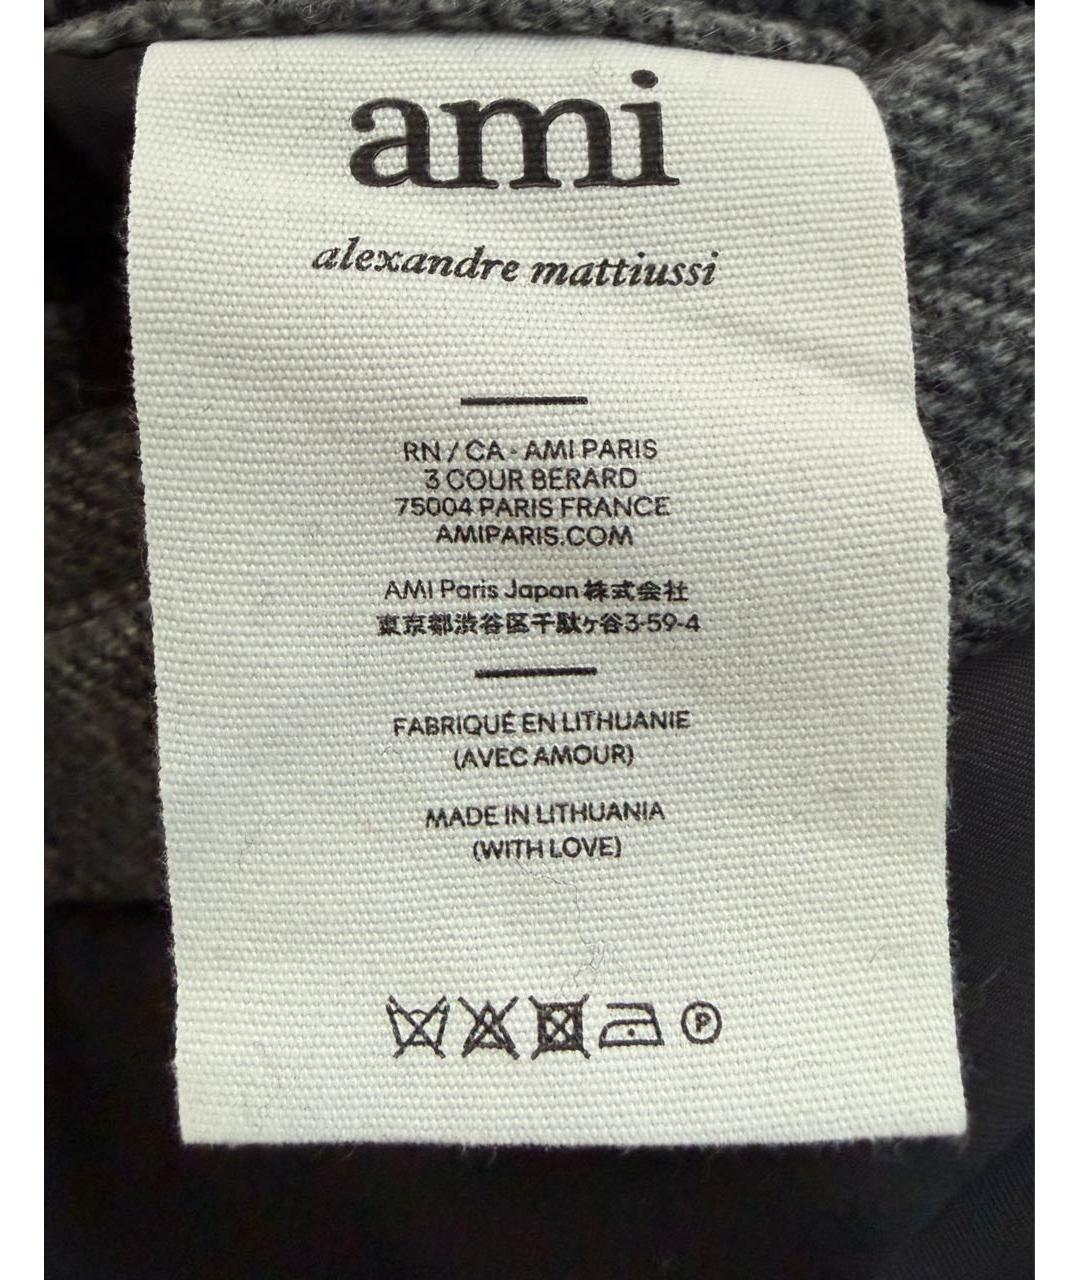 ami
alexandre mattiussi
RN / CA - AMI PARIS
3 COUR BERARD
75004 PARIS FRANCE
AMIPARIS.COM
AMI Paris Japan 株式会社
東京都渋谷区千駄ヶ谷3-59-4
FABRIQUÉ EN LITHUANIE
(AVEC AMOUR)
MADE IN LITHUANIA
(WITH LOVE)
P